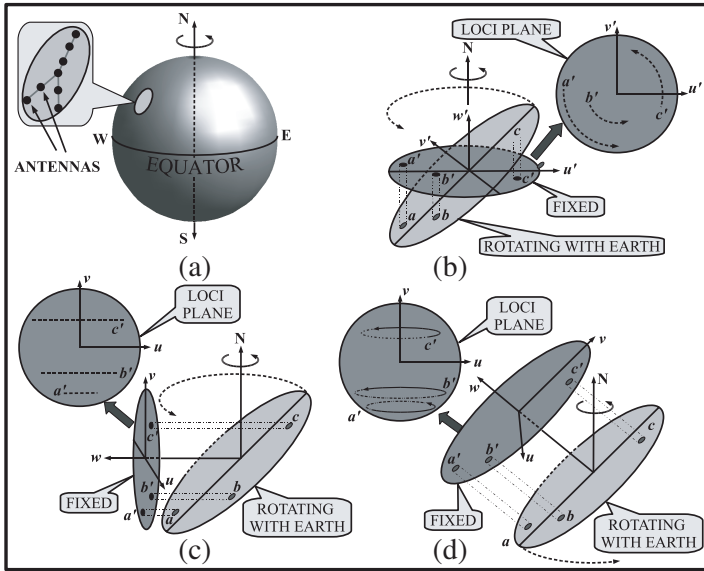 N
W
E
EQUATOR
ANTENNAS
S
(a)
LOCI PLANE
N
v'
u'
a'
b'
c'
w'
v'
c
u'
a'
b'
c'
a
b
FIXED
ROTATING WITH EARTH
(b)
v
LOCI
PLANE
c'
u
b'
a'
N
v
c'
c
w
u
b'
b
a'
a
FIXED
ROTATING
WITH EARTH
(c)
v
LOCI
PLANE
c'
u
b'
a'
v
c'
w
N
a'
b'
u
c
FIXED
a
b
ROTATING
WITH EARTH
(d)